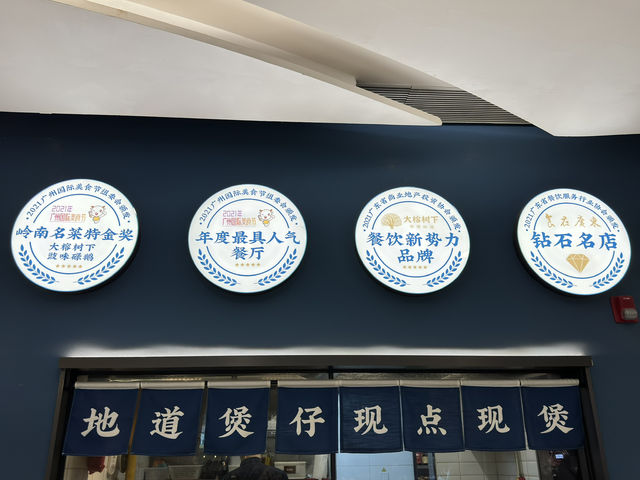 2021广州国际美食节组委会颁发
2021年
广州国际美食节
岭南名菜特金奖
大榕树下
豉味碌鹅
2021广州国际美食节组委会颁发
2021年
广州国际美食节
年度最具人气
餐厅
2021广东省商业地产投资协会颁发
大榕树下
餐饮新势力
品牌
2021广东省餐饮服务行业协会颁发
食在广东
钻石名店
地道煲仔现点现煲